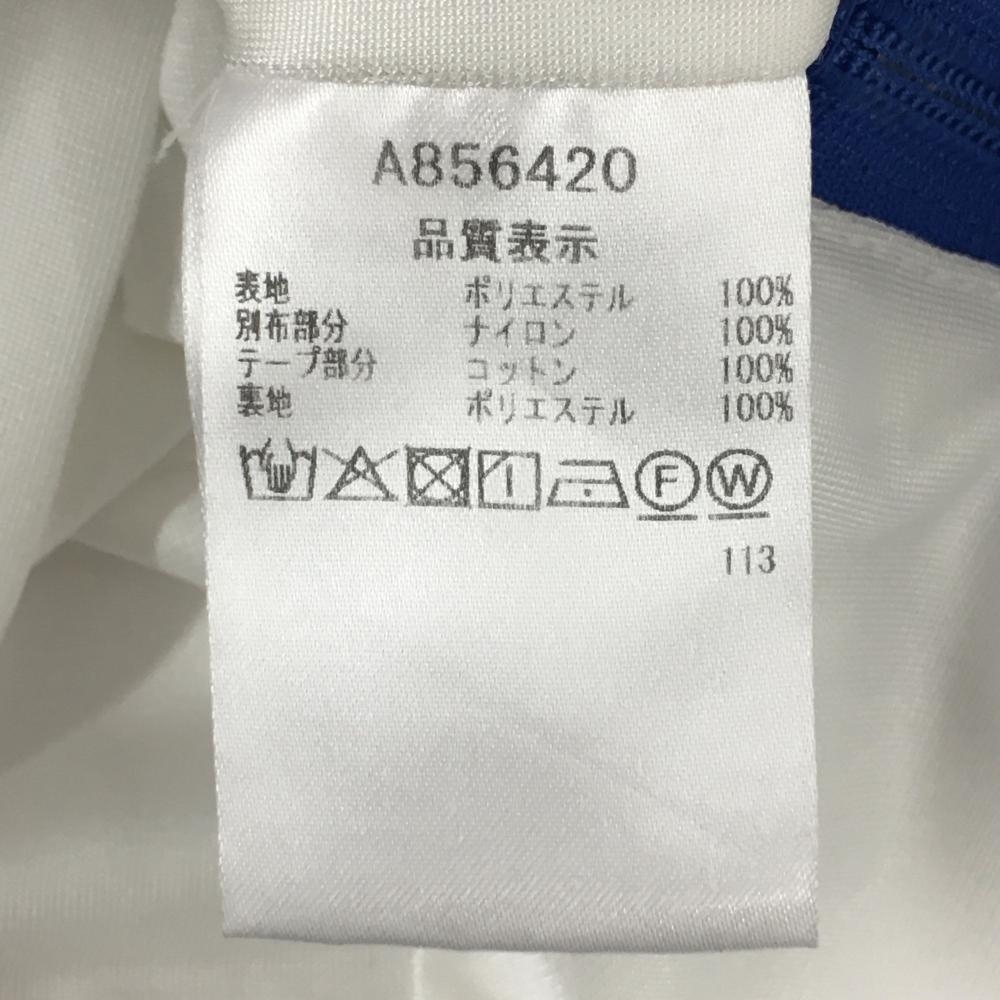 A856420
品質表示
表地 ポリエステル 100%
別布部分 ナイロン 100%
テープ部分 コットン 100%
裏地 ポリエステル 100%
F W
113